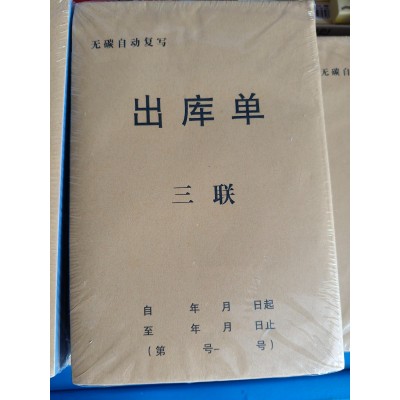 无碳自动复写
出库单
三联
自 年 月 日起
至 年 月 日止
(第 号- 号)
无碳自